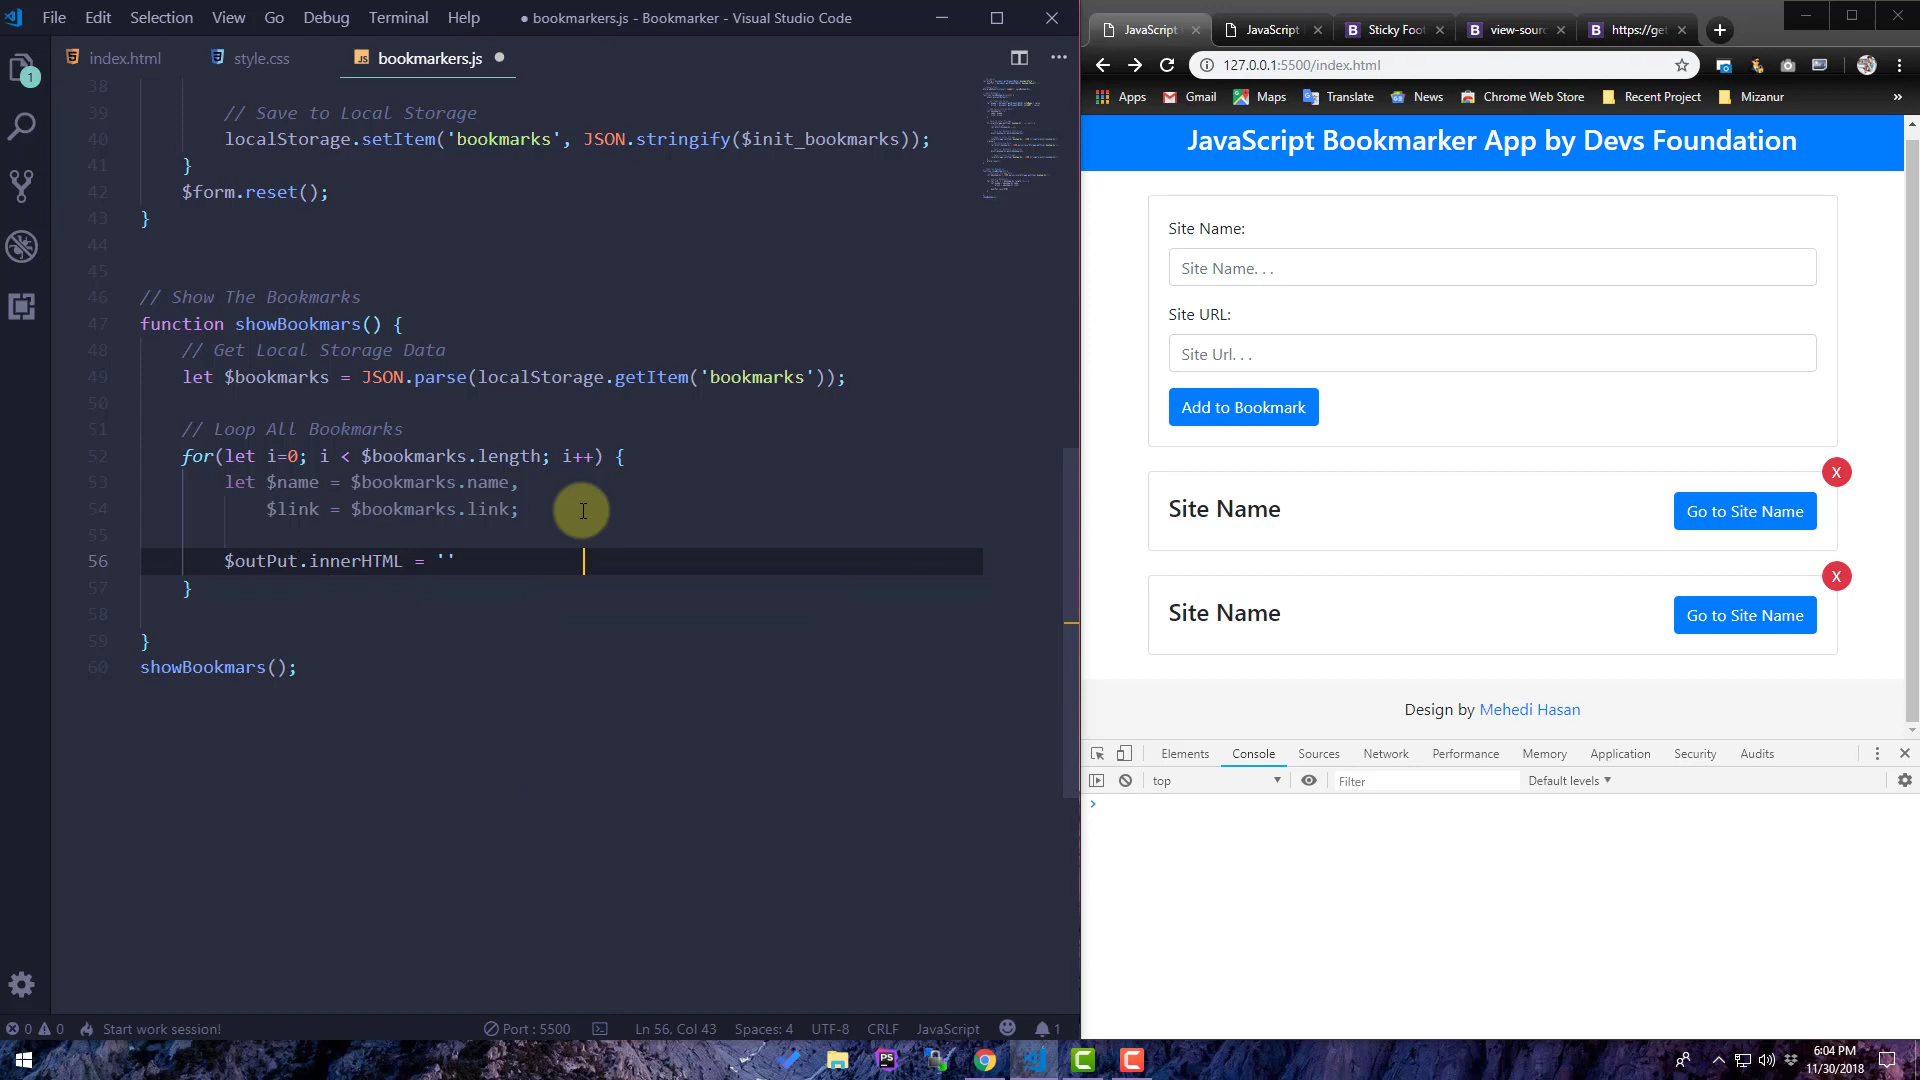 File Edit Selection View Go Debug Terminal Help
● bookmarkers.js - Bookmarker - Visual Studio Code
index.html
style.css
JS bookmarkers.js
1
38
39 // Save to Local Storage
40 localStorage.setItem('bookmarks', JSON.stringify($init_bookmarks));
41 }
42 $form.reset();
43 }
44
45
46 // Show The Bookmarks
47 function showBookmars() {
48 // Get Local Storage Data
49 let $bookmarks = JSON.parse(localStorage.getItem('bookmarks'));
50
51 // Loop All Bookmarks
52 for(let i=0; i < $bookmarks.length; i++) {
53 let $name = $bookmarks.name,
54 $link = $bookmarks.link;
55
56 $outPut.innerHTML = ''
57 }
58
59 }
60 showBookmars();
0 0 Start work session!
Port : 5500
Ln 56, Col 43
Spaces: 4
UTF-8
CRLF
JavaScript
1
JavaScript
JavaScript
B Sticky Foot
B view-sour
B https://get
127.0.0.1:5500/index.html
Apps
Gmail
Maps
Translate
News
Chrome Web Store
Recent Project
Mizanur
»
JavaScript Bookmarker App by Devs Foundation
Site Name:
Site Name. . .
Site URL:
Site Url. . .
Add to Bookmark
X
Site Name
Go to Site Name
X
Site Name
Go to Site Name
Design by Mehedi Hasan
Elements Console Sources Network Performance Memory Application Security Audits
top
Filter
Default levels
PS
6:04 PM
11/30/2018